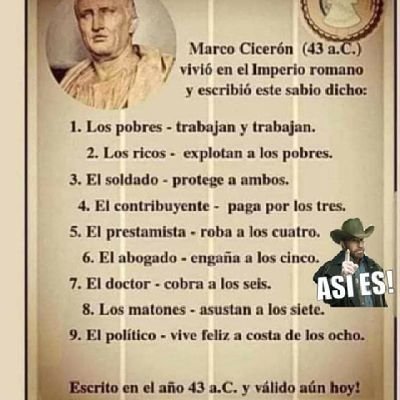 Marco Cicerón (43 a.C.)
vivió en el Imperio romano
y escribió este sabio dicho:
1. Los pobres - trabajan y trabajan.
2. Los ricos - explotan a los pobres.
3. El soldado - protege a ambos.
4. El contribuyente - paga por los tres.
5. El prestamista - roba a los cuatro.
6. El abogado - engaña a los cinco.
7. El doctor - cobra a los seis.
8. Los matones - asustan a los siete.
9. El político - vive feliz a costa de los ocho.
ASI ES!
Escrito en el año 43 a.C. y válido aún hoy!